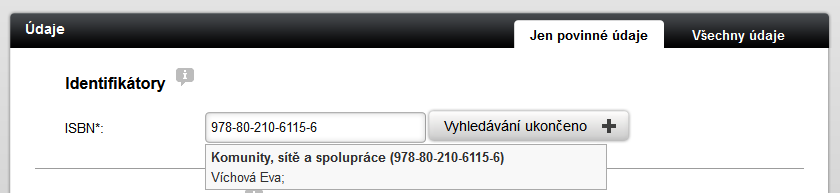 Údaje
Jen povinné údaje
Všechny údaje
Identifikátory
ISBN*:
978-80-210-6115-6
Vyhledávání ukončeno
Komunity, sítě a spolupráce (978-80-210-6115-6)
Víchová Eva;